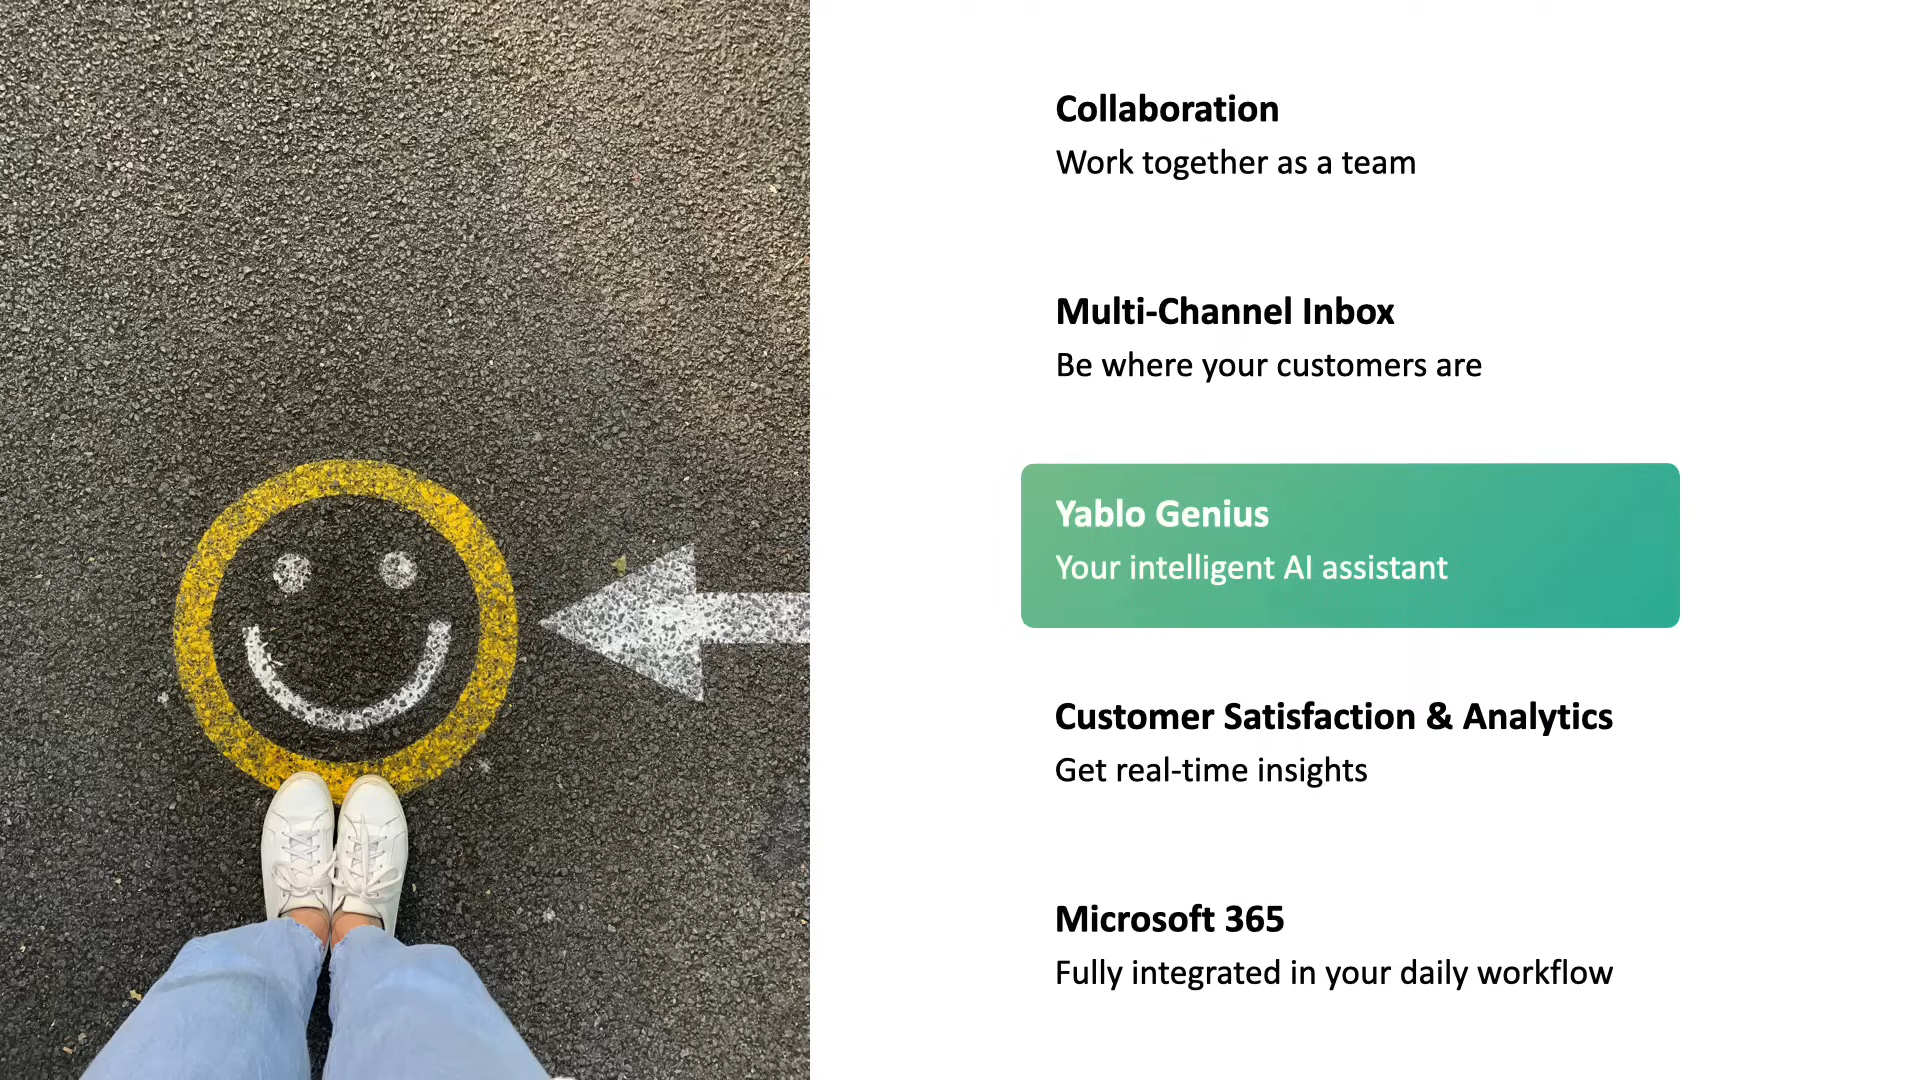 Collaboration
Work together as a team
Multi-Channel Inbox
Be where your customers are
Yablo Genius
Your intelligent AI assistant
Customer Satisfaction & Analytics
Get real-time insights
Microsoft 365
Fully integrated in your daily workflow